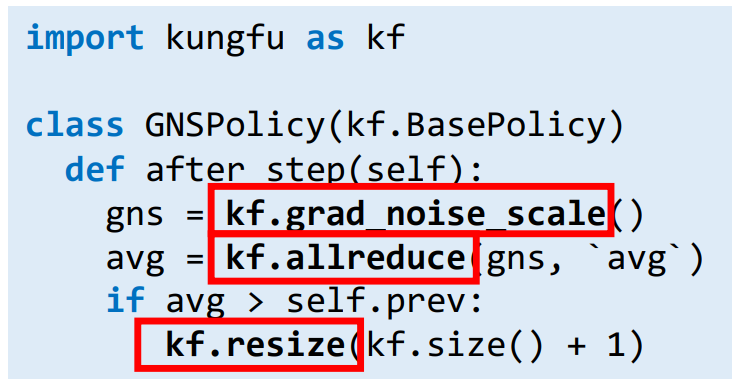 import kungfu as kf
class GNSPolicy(kf.BasePolicy)
def after_step(self):
gns = kf.grad_noise_scale()
avg = kf.allreduce(gns, `avg`)
if avg > self.prev:
kf.resize(kf.size() + 1)